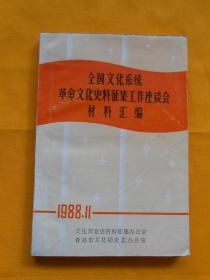 全国文化系统
革命文化史料征集工作座谈会
材料汇编
1988.11
文化部党史资料征集办公室
青岛市文化局史志办公室